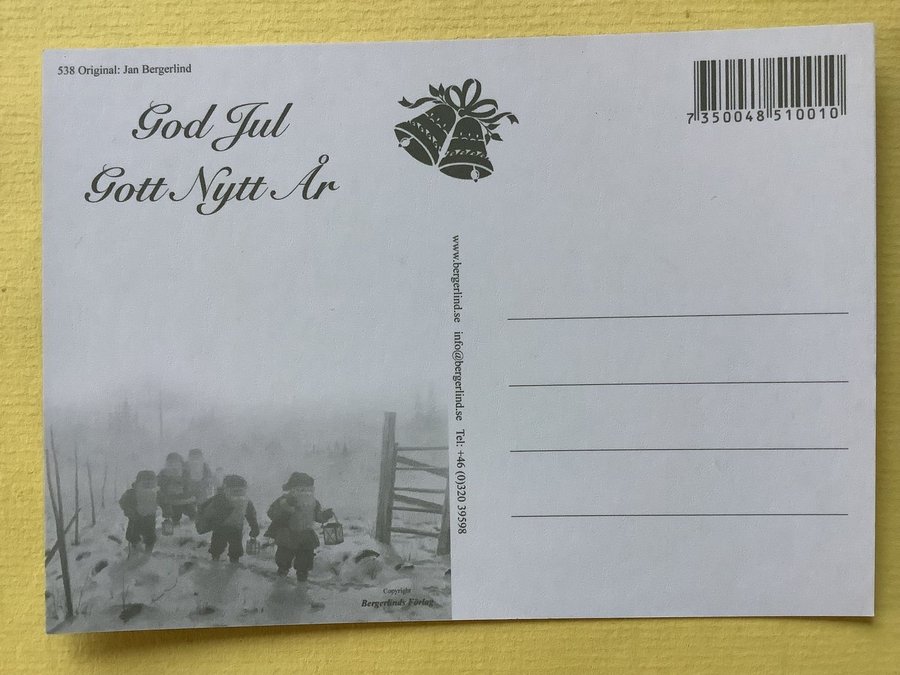 538 Original: Jan Bergerlind
God Jul
Gott Nytt År
7 350048 510010
www.bergerlind.se info@bergerlind.se Tel: +46 (0)320 39598
Copyright
Bergerlinds Förlag